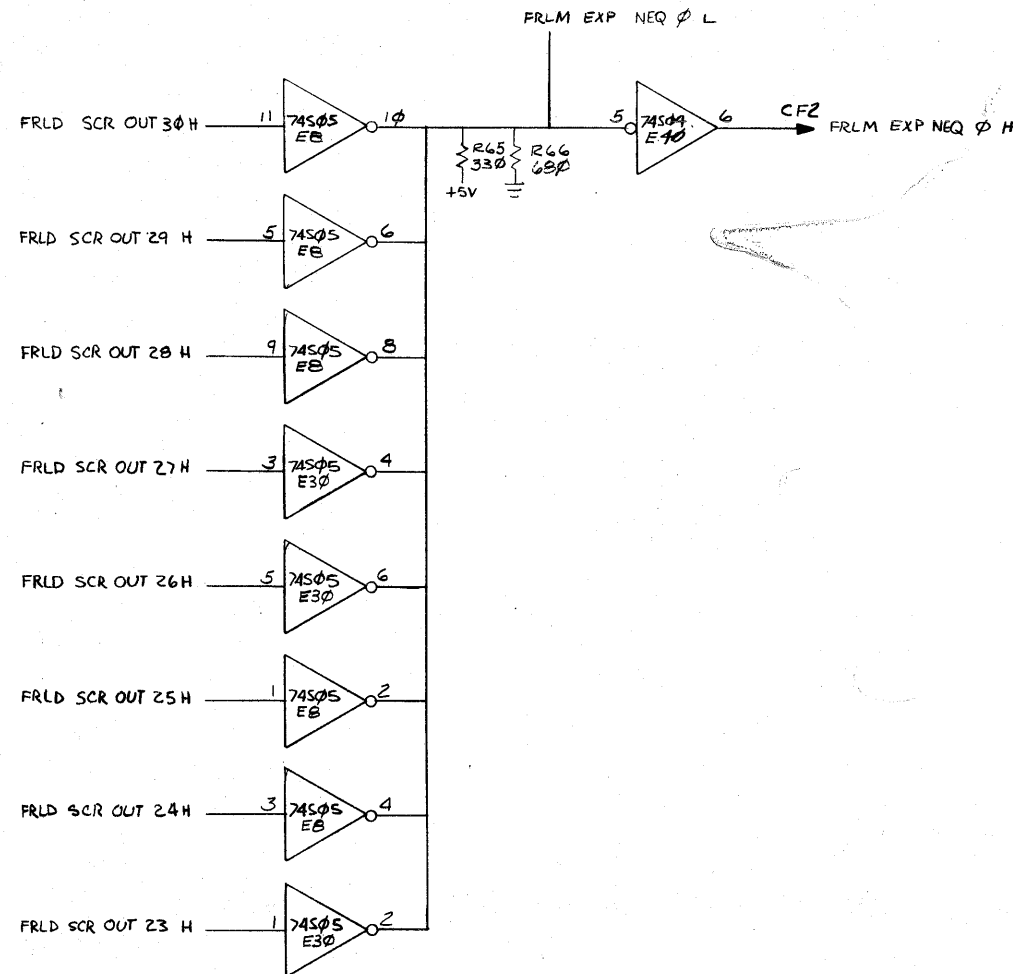 FRLM EXP NEQ Ø L
FRLD SCR OUT 3Ø H 11 74SØ5 E8 1Ø
5 74SØ4 E4Ø 6 CF2 FRLM EXP NEQ Ø H
R65 33Ø +5V
R66 68Ø
FRLD SCR OUT 29 H 5 74SØ5 E8 6
FRLD SCR OUT 28 H 9 74SØ5 E8 8
FRLD SCR OUT 27 H 3 74SØ5 E3Ø 4
FRLD SCR OUT 26 H 5 74SØ5 E3Ø 6
FRLD SCR OUT 25 H 1 74SØ5 E8 2
FRLD SCR OUT 24 H 3 74SØ5 E8 4
FRLD SCR OUT 23 H 1 74SØ5 E3Ø 2